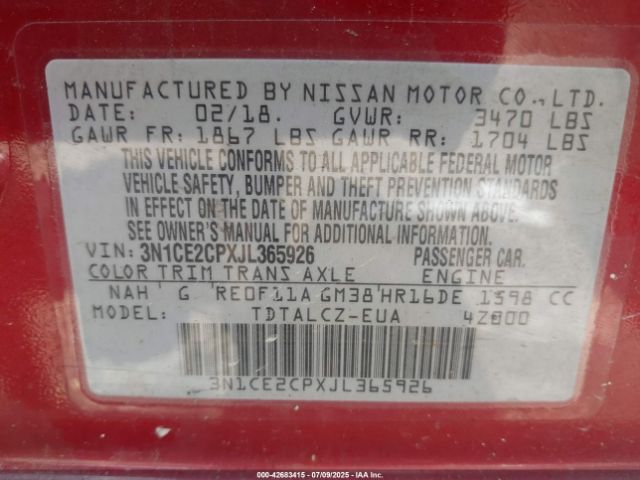 MANUFACTURED BY NISSAN MOTOR CO., LTD.
DATE: 02/18. GVWR: 3470 LBS
GAWR FR: 1867 LBS GAWR RR: 1704 LBS
THIS VEHICLE CONFORMS TO ALL APPLICABLE FEDERAL MOTOR
VEHICLE SAFETY, BUMPER AND THEFT PREVENTION STANDARDS
IN EFFECT ON THE DATE OF MANUFACTURE SHOWN ABOVE.
SEE OWNER'S MANUAL FOR ADDITIONAL INFORMATION.
VIN: 3N1CE2CPXJL365926 PASSENGER CAR.
COLOR TRIM TRANS AXLE ENGINE
NAH G RE0F11A GM38 HR16DE 1598 CC
MODEL: TDTALCZ-EUA 4Z000
3N1CE2CPXJL365926
000-42683415 - 07/09/2025 - IAA Inc.